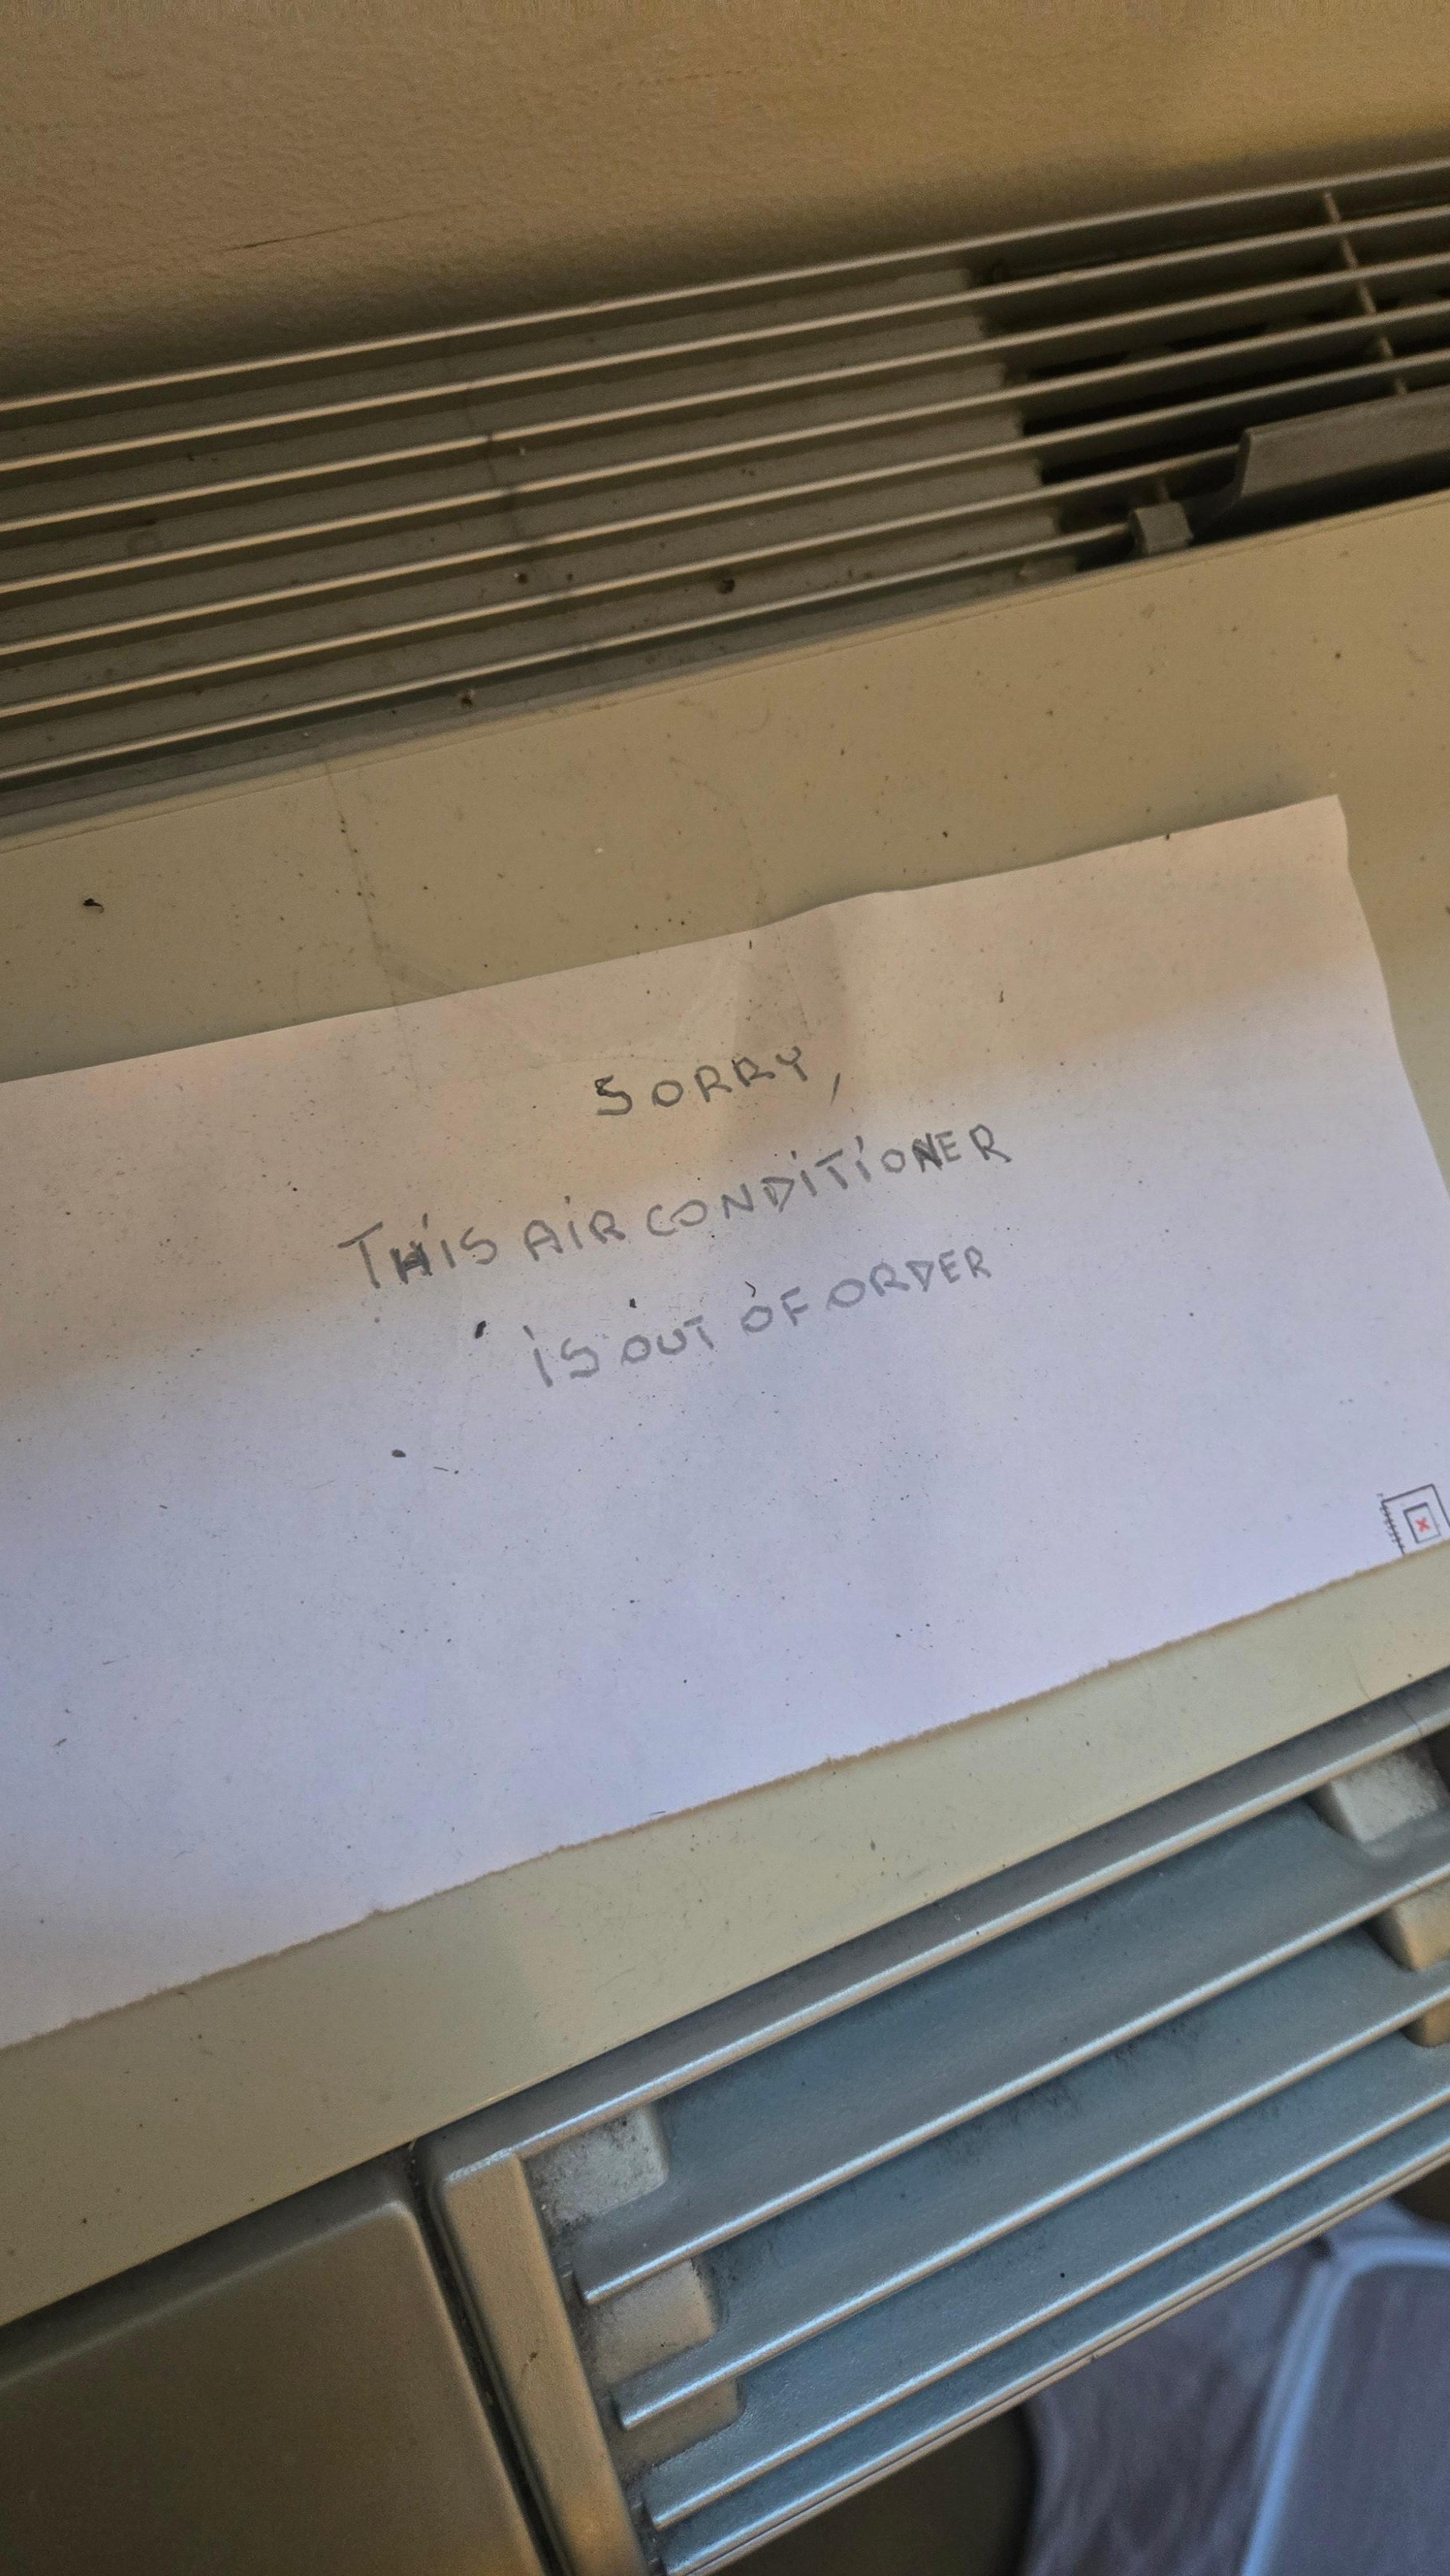 SORRY,
THiS AiR CONDiTiONER
iS OUT OF ORDER